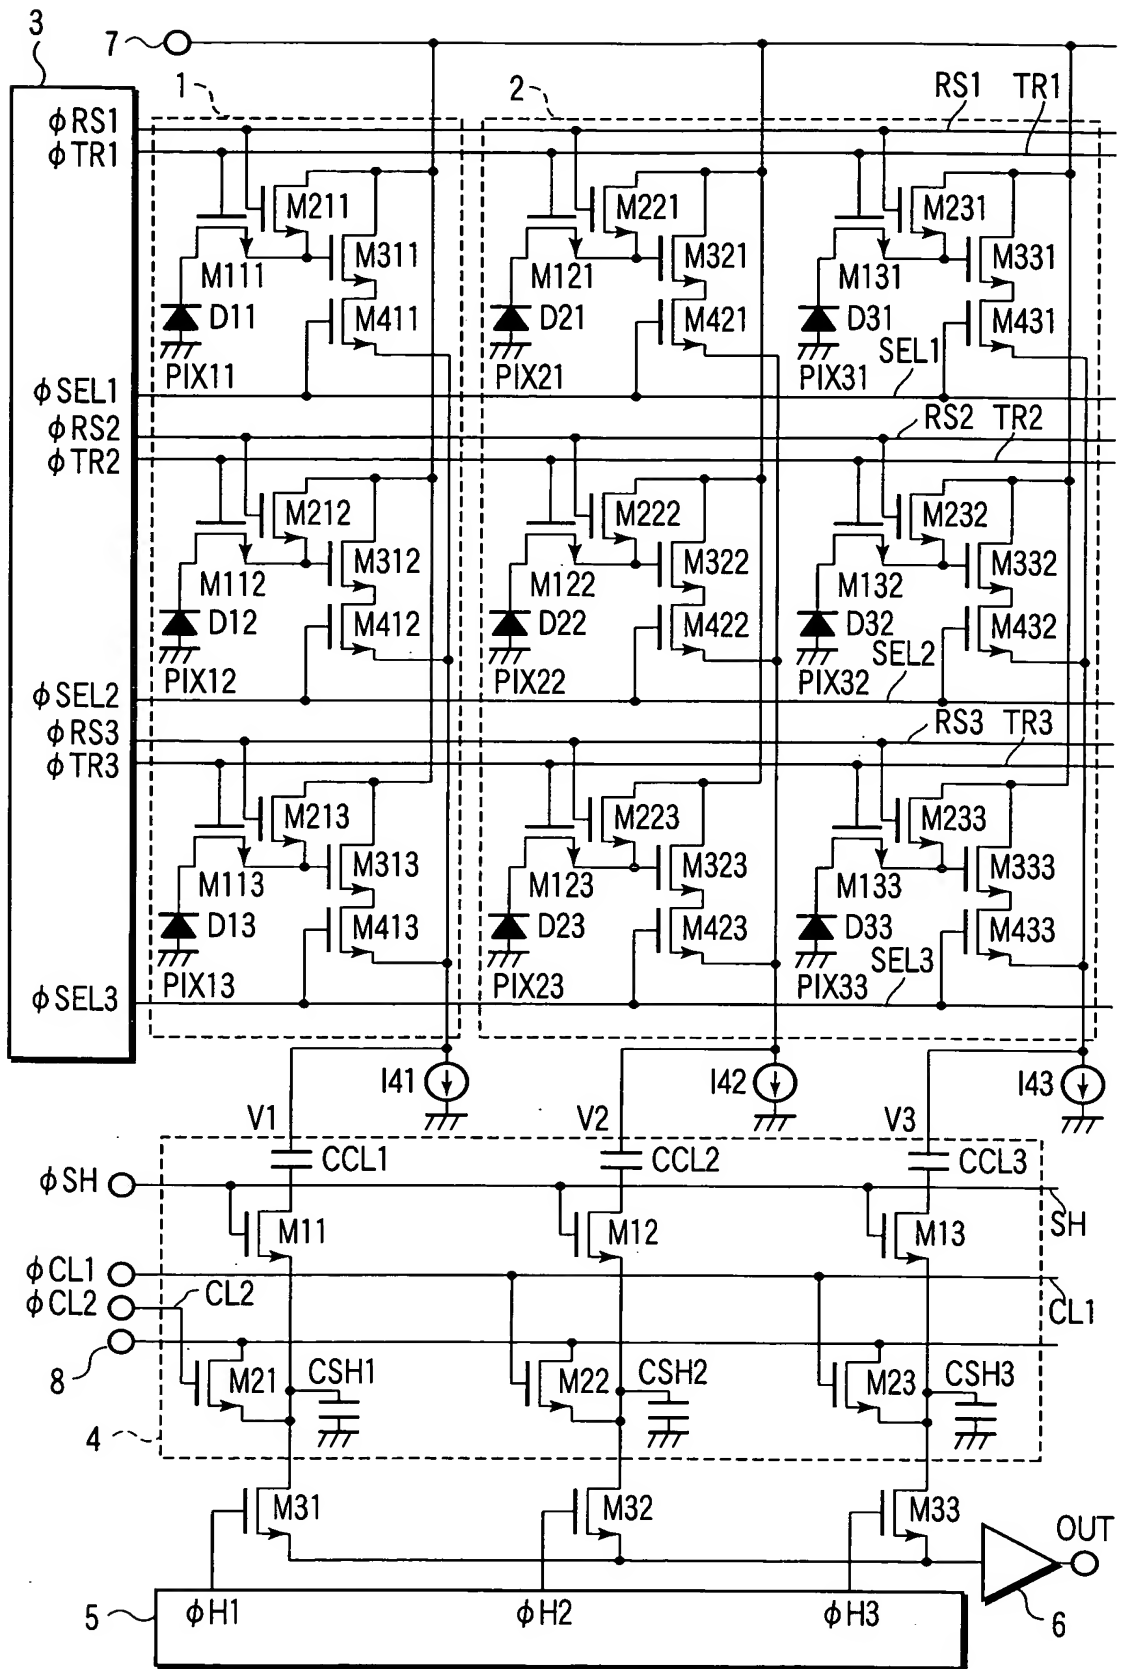 3
7
1
2
RS1
TR1
φRS1
φTR1
M211
M221
M231
M111
M311
M121
M321
M131
M331
D11
M411
D21
M421
D31
M431
SEL1
PIX11
PIX21
PIX31
φSEL1
φRS2
RS2
TR2
φTR2
M212
M222
M232
M312
M322
M332
M112
M122
M132
D12
M412
D22
M422
D32
M432
SEL2
PIX12
PIX22
PIX32
φSEL2
φRS3
RS3
TR3
φTR3
M213
M223
M233
M313
M323
M333
M113
M123
M133
D13
M413
D23
M423
D33
M433
SEL3
PIX13
PIX23
PIX33
φSEL3
I41
I42
I43
V1
V2
V3
CCL1
CCL2
CCL3
φSH
SH
M11
M12
M13
φCL1
CL1
φCL2
CL2
8
M21
CSH1
M22
CSH2
M23
CSH3
4
M31
M32
M33
OUT
5
φH1
φH2
φH3
6